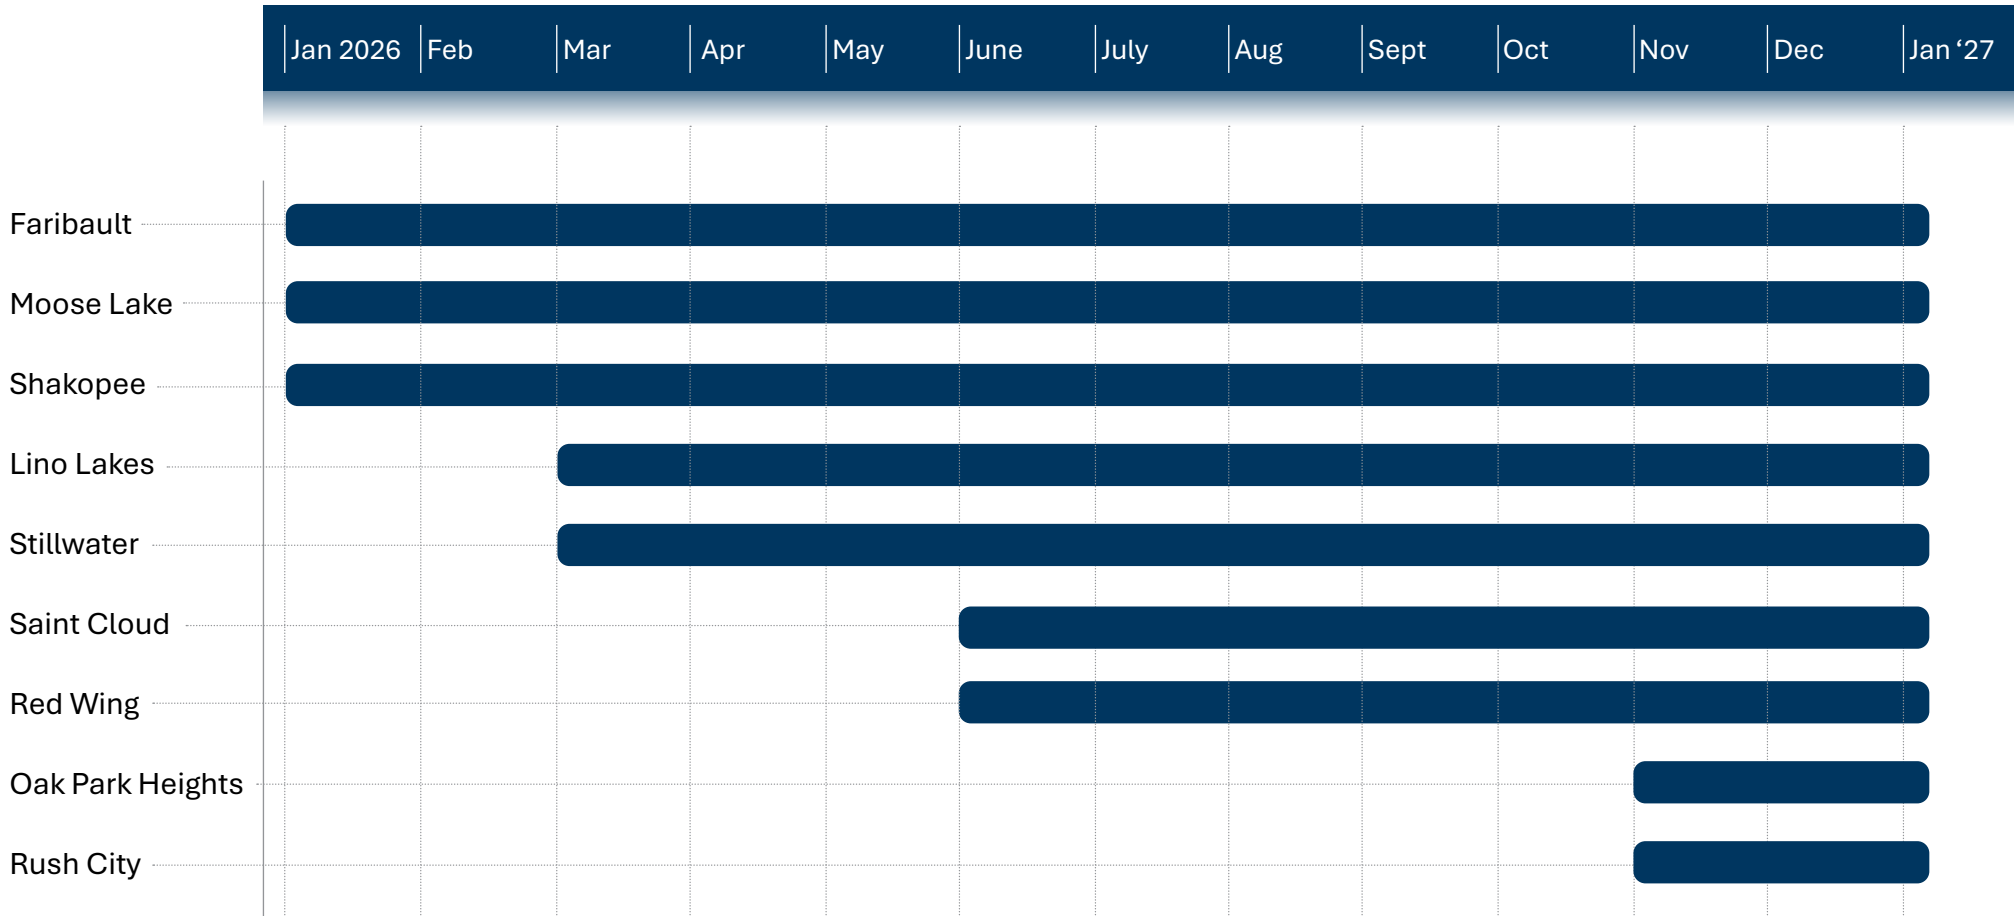 Jan 2026 Feb Mar Apr May June July Aug Sept Oct Nov Dec Jan ‘27
Faribault
Moose Lake
Shakopee
Lino Lakes
Stillwater
Saint Cloud
Red Wing
Oak Park Heights
Rush City